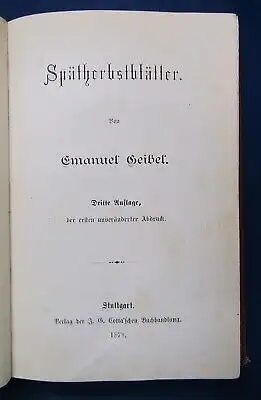 Spätherbstblätter.
Von
Emanuel Geibel.
Dritte Auflage,
der ersten unveränderter Abdruck.
Stuttgart.
Verlag der J. G. Cotta'schen Buchhandlung.
1878.